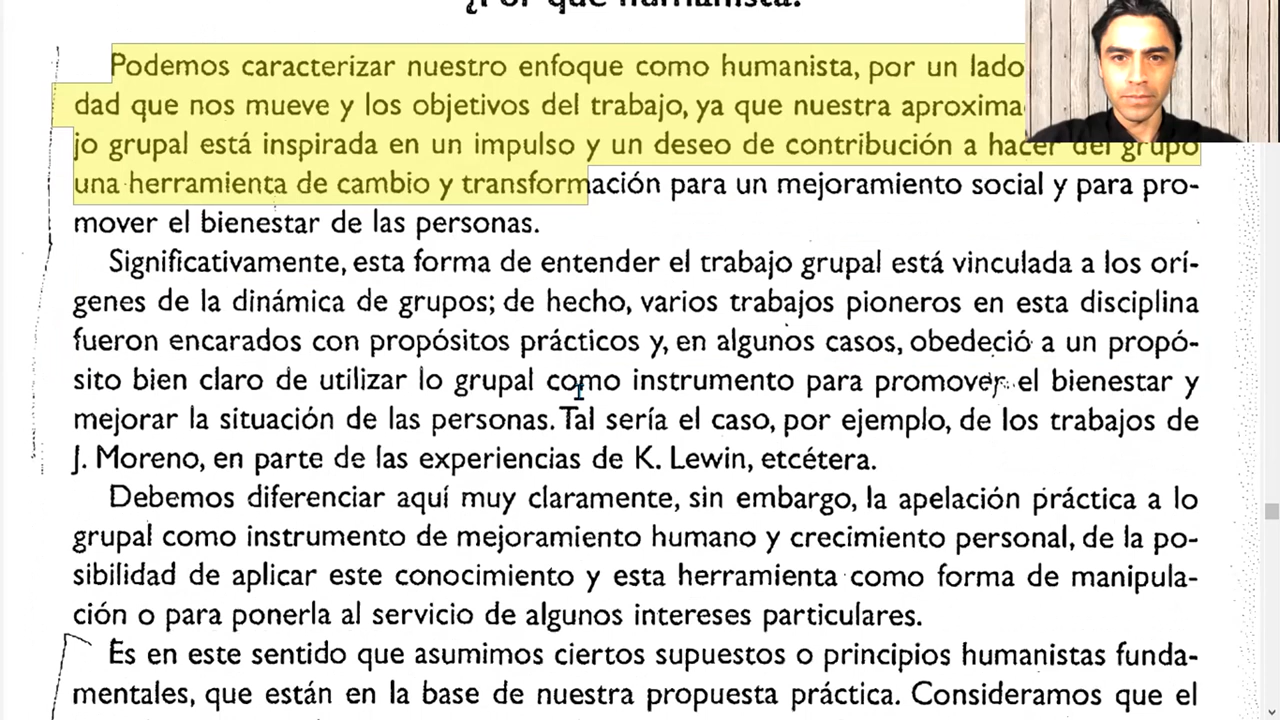 ¿Por qué humanista?
Podemos caracterizar nuestro enfoque como humanista, por un lado
dad que nos mueve y los objetivos del trabajo, ya que nuestra aproxima
jo grupal está inspirada en un impulso y un deseo de contribución a hacer del grupo
una herramienta de cambio y transformación para un mejoramiento social y para pro-
mover el bienestar de las personas.
Significativamente, esta forma de entender el trabajo grupal está vinculada a los orí-
genes de la dinámica de grupos; de hecho, varios trabajos pioneros en esta disciplina
fueron encarados con propósitos prácticos y, en algunos casos, obedeció a un propó-
sito bien claro de utilizar lo grupal como instrumento para promover el bienestar y
mejorar la situación de las personas. Tal sería el caso, por ejemplo, de los trabajos de
J. Moreno, en parte de las experiencias de K. Lewin, etcétera.
Debemos diferenciar aquí muy claramente, sin embargo, la apelación práctica a lo
grupal como instrumento de mejoramiento humano y crecimiento personal, de la po-
sibilidad de aplicar este conocimiento y esta herramienta como forma de manipula-
ción o para ponerla al servicio de algunos intereses particulares.
Es en este sentido que asumimos ciertos supuestos o principios humanistas funda-
mentales, que están en la base de nuestra propuesta práctica. Consideramos que el